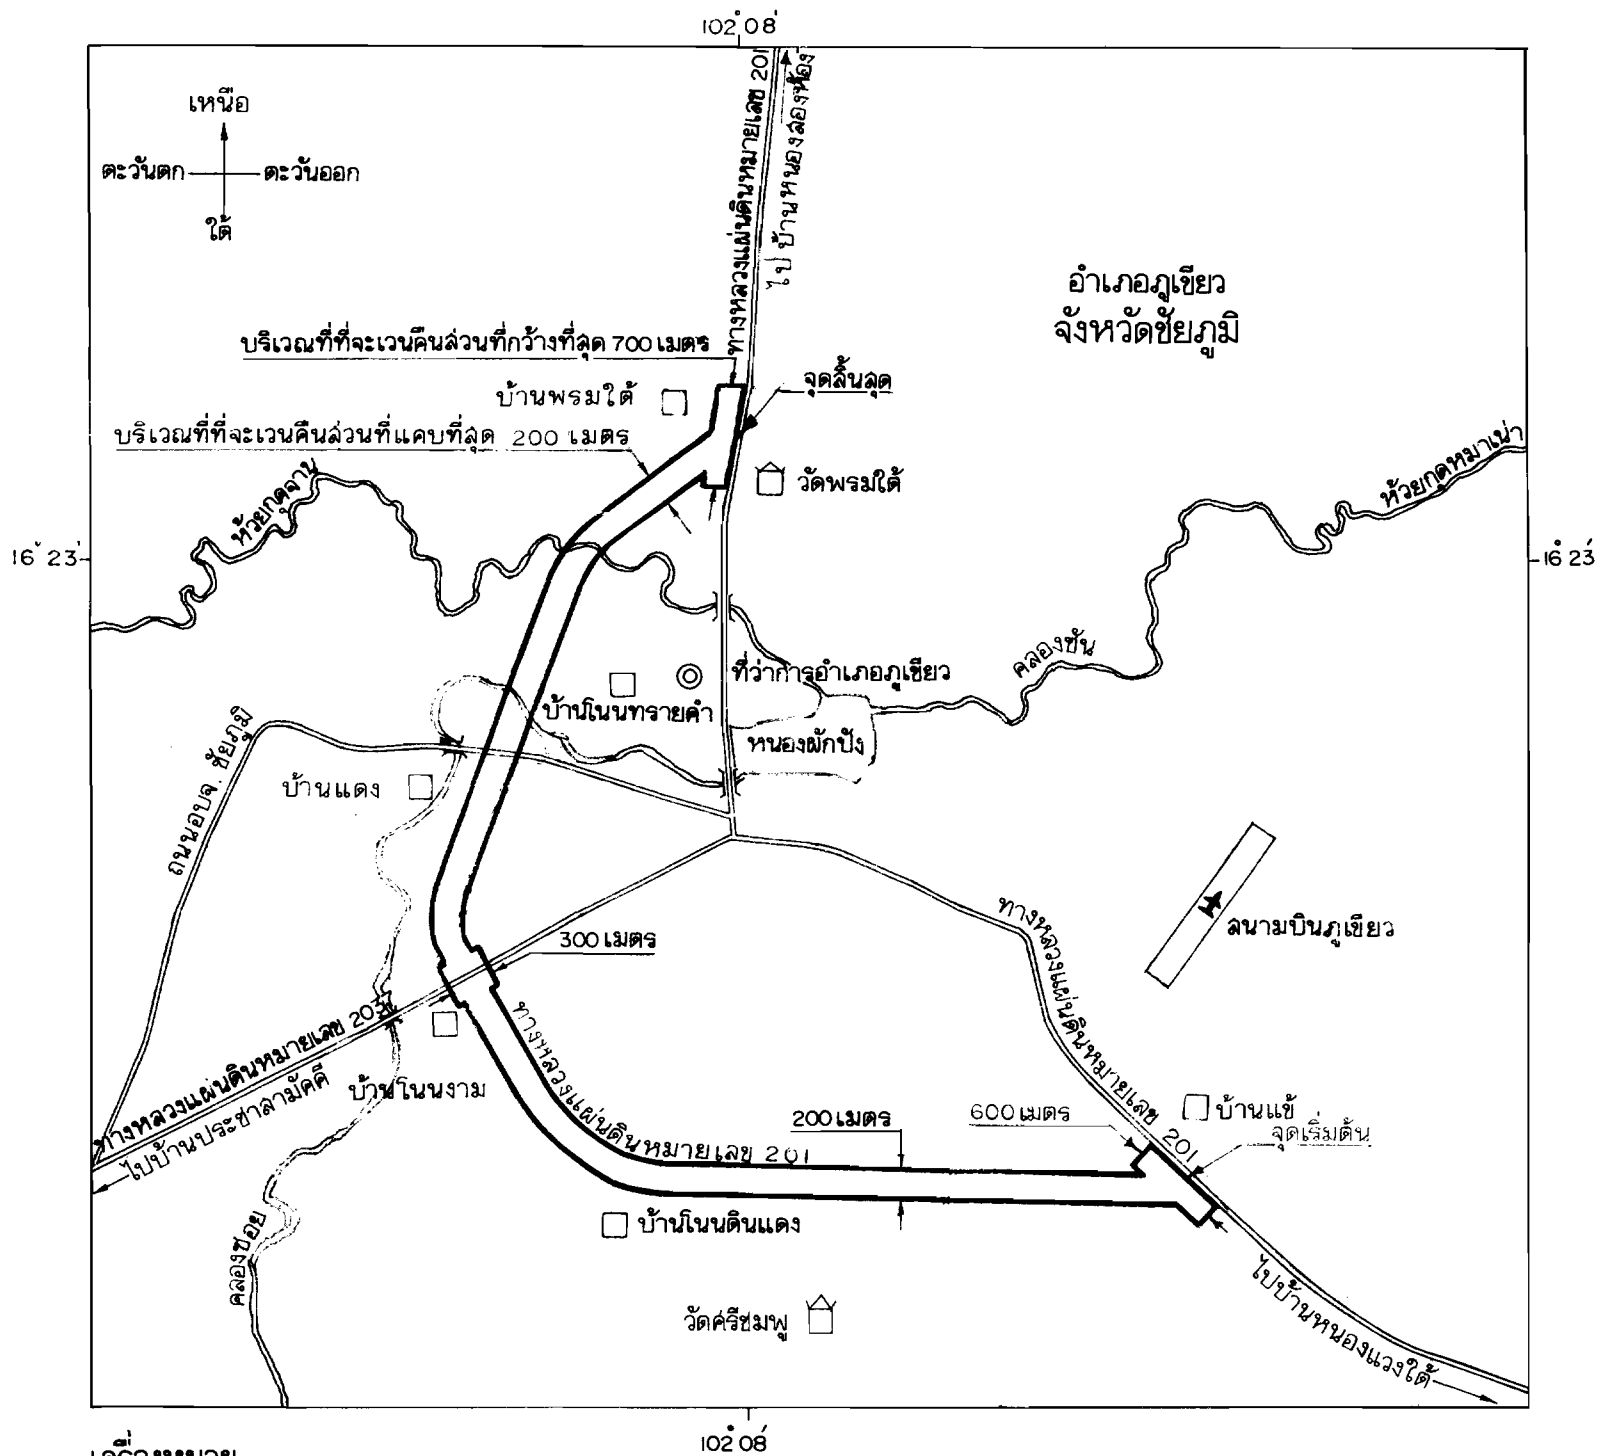 102°08'
เหนือ
ตะวันตก
ตะวันออก
ใต้
ทางหลวงแผ่นดินหมายเลข 201
ไปบ้านหนองสองห้อง
อำเภอภูเขียว
จังหวัดชัยภูมิ
บริเวณที่ที่จะเวนคืนส่วนที่กว้างที่สุด 700 เมตร
จุดสิ้นสุด
บ้านพรมใต้
บริเวณที่ที่จะเวนคืนส่วนที่แคบที่สุด 200 เมตร
วัดพรมใต้
ห้วยกุดจาน
ห้วยกุดหมาเน่า
16°23'
16°23'
คลองซัน
ที่ว่าการอำเภอภูเขียว
บ้านโนนทรายคำ
หนองผักปัง
ถนนอบจ. ชัยภูมิ
บ้านแดง
สนามบินภูเขียว
ทางหลวงแผ่นดินหมายเลข 201
300 เมตร
ทางหลวงแผ่นดินหมายเลข 203
ไปบ้านประชาสามัคคี
บ้านโนนงาม
ทางหลวงแผ่นดินหมายเลข 201
200 เมตร
600 เมตร
บ้านแข้
จุดเริ่มต้น
บ้านโนนดินแดง
คลองซอย
วัดศรีชมพู
ไปบ้านหนองแวงใต้
102°08'
เครื่องหมาย